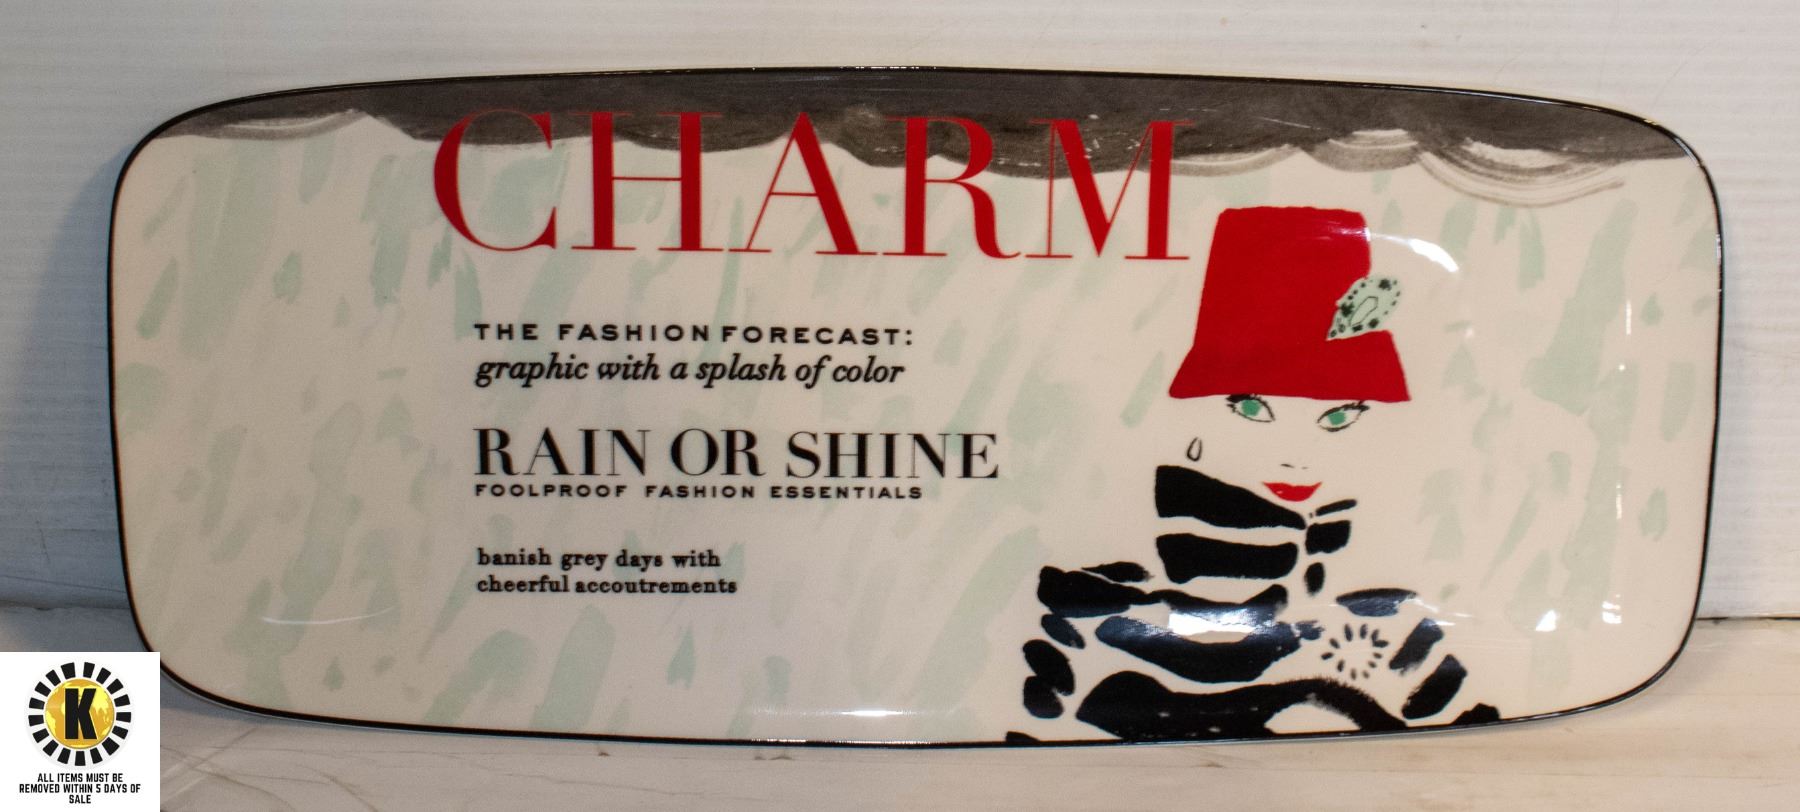 CHARM
THE FASHION FORECAST:
graphic with a splash of color
RAIN OR SHINE
FOOLPROOF FASHION ESSENTIALS
banish grey days with
cheerful accoutrements
K
ALL ITEMS MUST BE
REMOVED WITHIN 5 DAYS OF
SALE